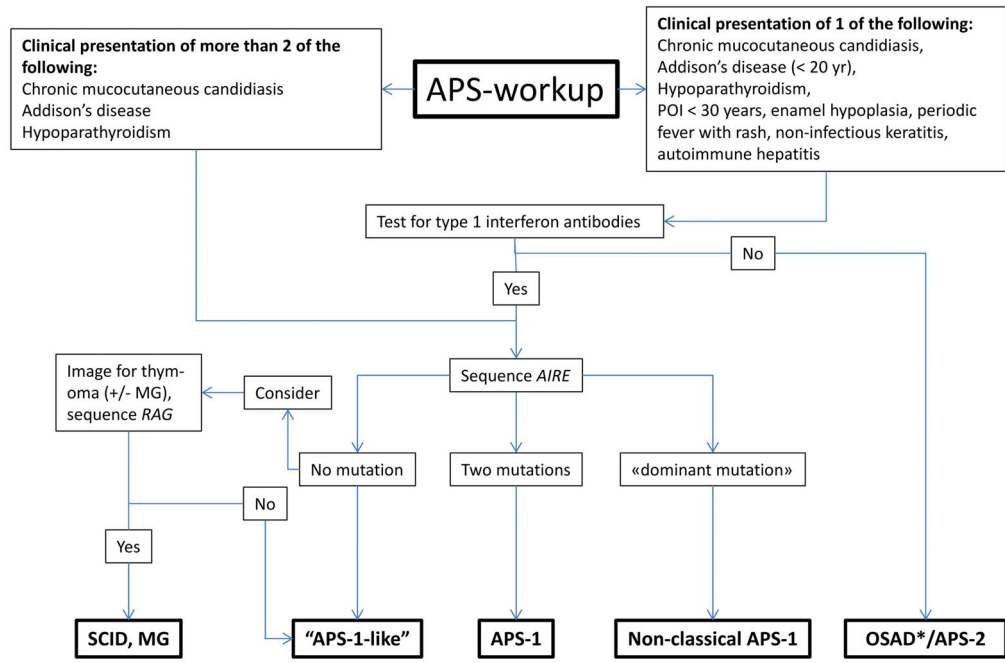 Clinical presentation of more than 2 of the
following:
Chronic mucocutaneous candidiasis
Addison's disease
Hypoparathyroidism
APS-workup
Clinical presentation of 1 of the following:
Chronic mucocutaneous candidiasis,
Addison's disease (< 20 yr),
Hypoparathyroidism,
POI < 30 years, enamel hypoplasia, periodic
fever with rash, non-infectious keratitis,
autoimmune hepatitis
Test for type 1 interferon antibodies
No
Yes
Image for thym-
oma (+/- MG),
sequence RAG
Consider
Sequence AIRE
No mutation
Two mutations
«dominant mutation»
No
Yes
SCID, MG
“APS-1-like”
APS-1
Non-classical APS-1
OSAD*/APS-2